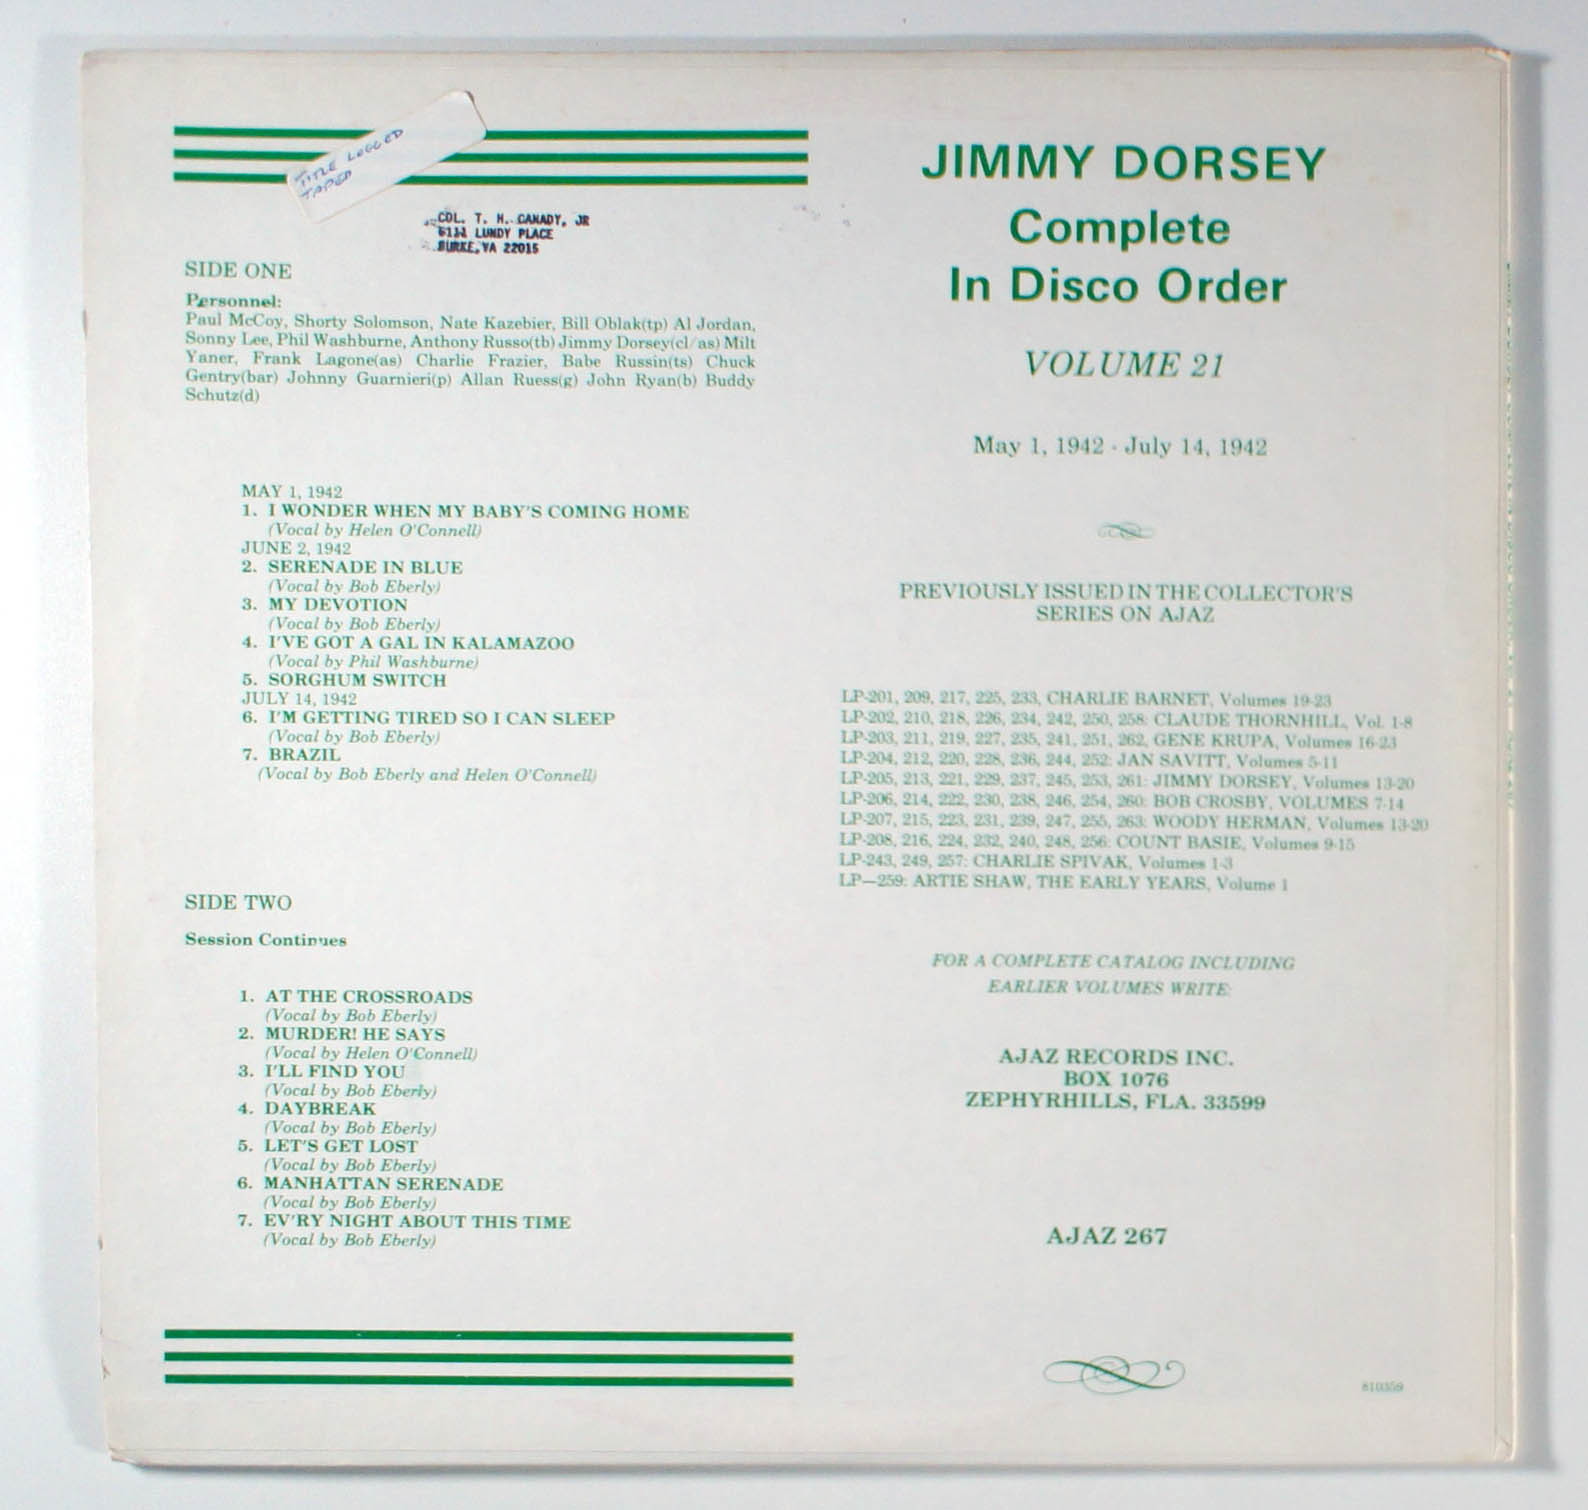 TITLE LOGGED
TAPED
COL. T. H. CANADY, JR
6111 LUNDY PLACE
BURKE, VA 22015
SIDE ONE
Personnel:
Paul McCoy, Shorty Solomson, Nate Kazebier, Bill Oblak(tp) Al Jordan,
Sonny Lee, Phil Washburne, Anthony Russo(tb) Jimmy Dorsey(cl/as) Milt
Yaner, Frank Lagone(as) Charlie Frazier, Babe Russin(ts) Chuck
Gentry(bar) Johnny Guarnieri(p) Allan Ruess(g) John Ryan(b) Buddy
Schutz(d)
MAY 1, 1942
1. I WONDER WHEN MY BABY'S COMING HOME
(Vocal by Helen O'Connell)
JUNE 2, 1942
2. SERENADE IN BLUE
(Vocal by Bob Eberly)
3. MY DEVOTION
(Vocal by Bob Eberly)
4. I'VE GOT A GAL IN KALAMAZOO
(Vocal by Phil Washburne)
5. SORGHUM SWITCH
JULY 14, 1942
6. I'M GETTING TIRED SO I CAN SLEEP
(Vocal by Bob Eberly)
7. BRAZIL
(Vocal by Bob Eberly and Helen O'Connell)
SIDE TWO
Session Continues
1. AT THE CROSSROADS
(Vocal by Bob Eberly)
2. MURDER! HE SAYS
(Vocal by Helen O'Connell)
3. I'LL FIND YOU
(Vocal by Bob Eberly)
4. DAYBREAK
(Vocal by Bob Eberly)
5. LET'S GET LOST
(Vocal by Bob Eberly)
6. MANHATTAN SERENADE
(Vocal by Bob Eberly)
7. EV'RY NIGHT ABOUT THIS TIME
(Vocal by Bob Eberly)
JIMMY DORSEY
Complete
In Disco Order
VOLUME 21
May 1, 1942 - July 14, 1942
PREVIOUSLY ISSUED IN THE COLLECTOR'S
SERIES ON AJAZ
LP-201, 209, 217, 225, 233, CHARLIE BARNET, Volumes 19-23
LP-202, 210, 218, 226, 234, 242, 250, 258: CLAUDE THORNHILL, Vol. 1-8
LP-203, 211, 219, 227, 235, 241, 251, 262, GENE KRUPA, Volumes 16-23
LP-204, 212, 220, 228, 236, 244, 252: JAN SAVITT, Volumes 5-11
LP-205, 213, 221, 229, 237, 245, 253, 261: JIMMY DORSEY, Volumes 13-20
LP-206, 214, 222, 230, 238, 246, 254, 260: BOB CROSBY, VOLUMES 7-14
LP-207, 215, 223, 231, 239, 247, 255, 263: WOODY HERMAN, Volumes 13-20
LP-208, 216, 224, 232, 240, 248, 256: COUNT BASIE, Volumes 9-15
LP-243, 249, 257: CHARLIE SPIVAK, Volumes 1-3
LP—259: ARTIE SHAW, THE EARLY YEARS, Volume 1
FOR A COMPLETE CATALOG INCLUDING
EARLIER VOLUMES WRITE:
AJAZ RECORDS INC.
BOX 1076
ZEPHYRHILLS, FLA. 33599
AJAZ 267
810359